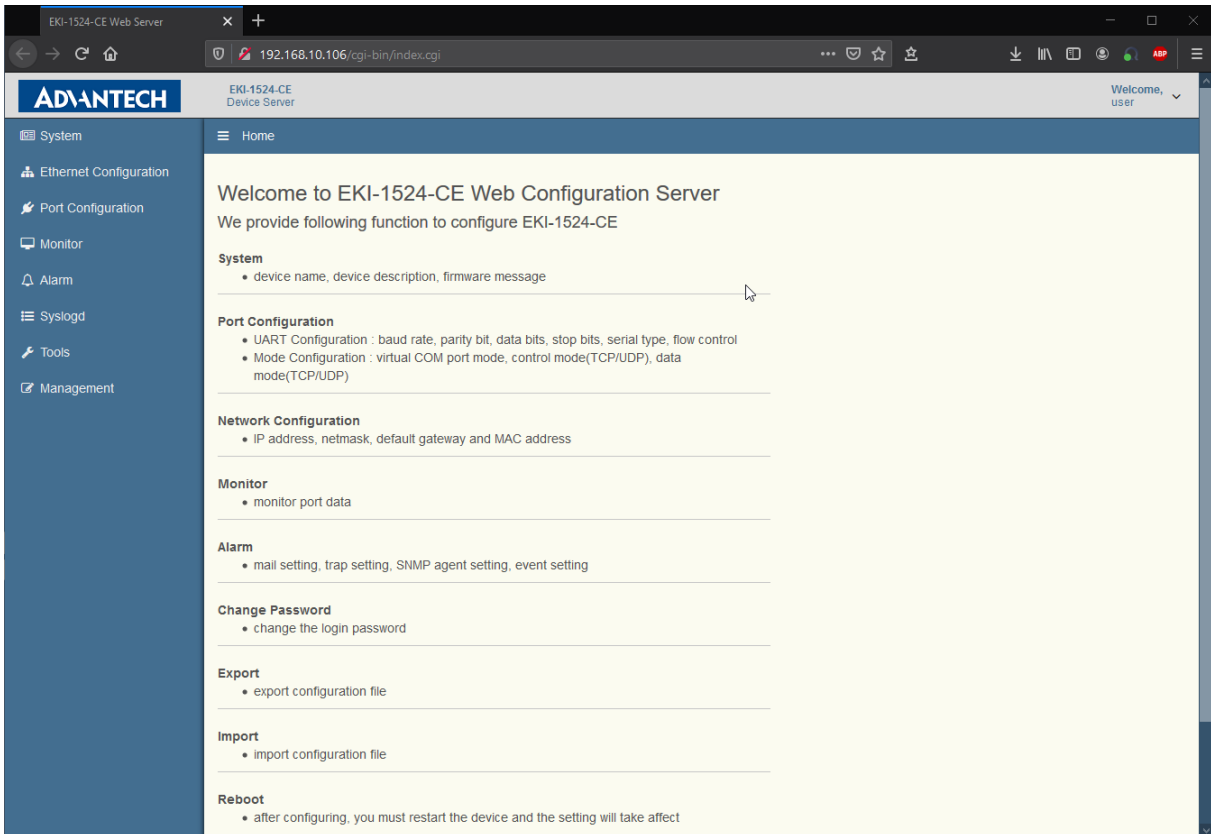 EKI-1524-CE Web Server
192.168.10.106/cgi-bin/index.cgi
ABP
ADVANTECH
EKI-1524-CE
Device Server
Welcome,
user
Home
System
Ethernet Configuration
Port Configuration
Monitor
Alarm
Syslogd
Tools
Management
Welcome to EKI-1524-CE Web Configuration Server
We provide following function to configure EKI-1524-CE
System
• device name, device description, firmware message
Port Configuration
• UART Configuration : baud rate, parity bit, data bits, stop bits, serial type, flow control
• Mode Configuration : virtual COM port mode, control mode(TCP/UDP), data
mode(TCP/UDP)
Network Configuration
• IP address, netmask, default gateway and MAC address
Monitor
• monitor port data
Alarm
• mail setting, trap setting, SNMP agent setting, event setting
Change Password
• change the login password
Export
• export configuration file
Import
• import configuration file
Reboot
• after configuring, you must restart the device and the setting will take affect